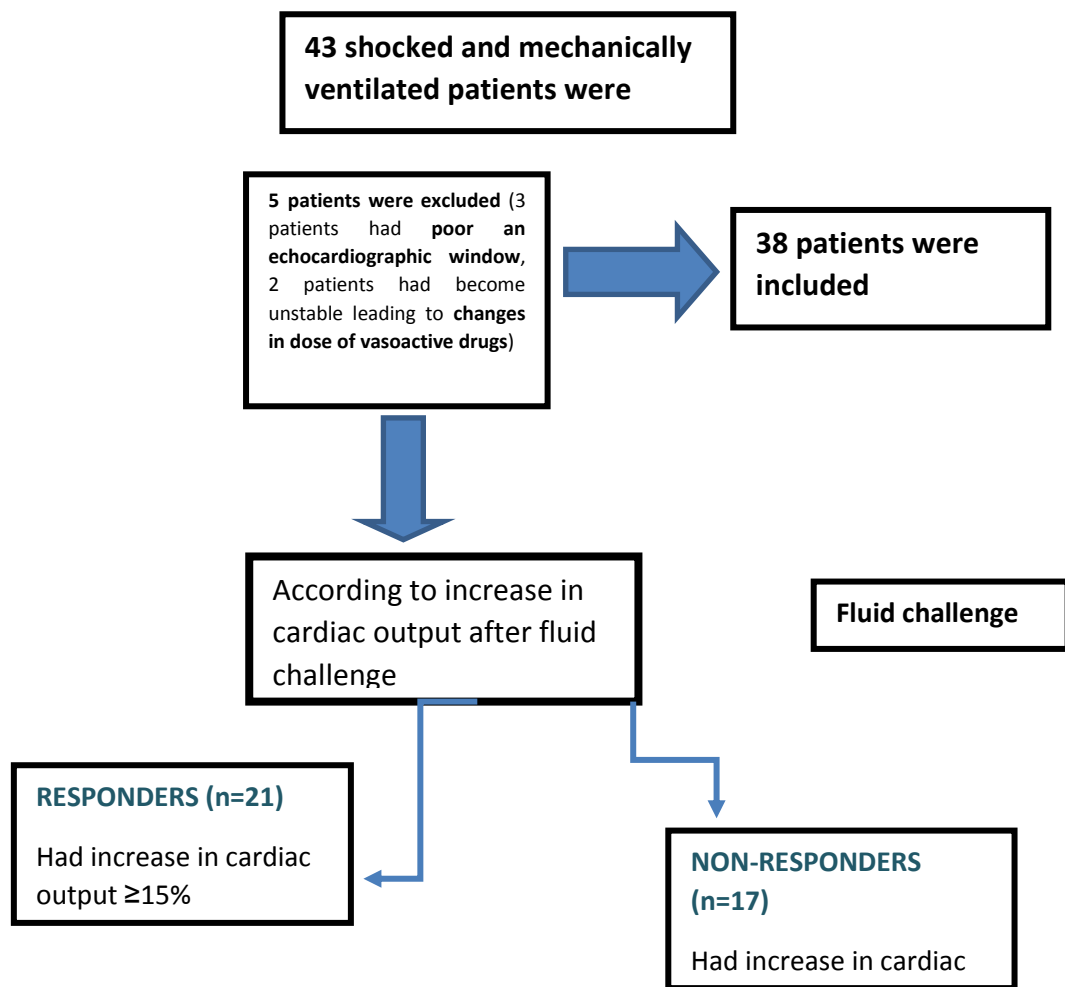 43 shocked and mechanically
ventilated patients were
5 patients were excluded (3
patients had poor an
echocardiographic window,
2 patients had become
unstable leading to changes
in dose of vasoactive drugs)
38 patients were
included
According to increase in
cardiac output after fluid
challenge
Fluid challenge
RESPONDERS (n=21)
Had increase in cardiac
output ≥15%
NON-RESPONDERS
(n=17)
Had increase in cardiac